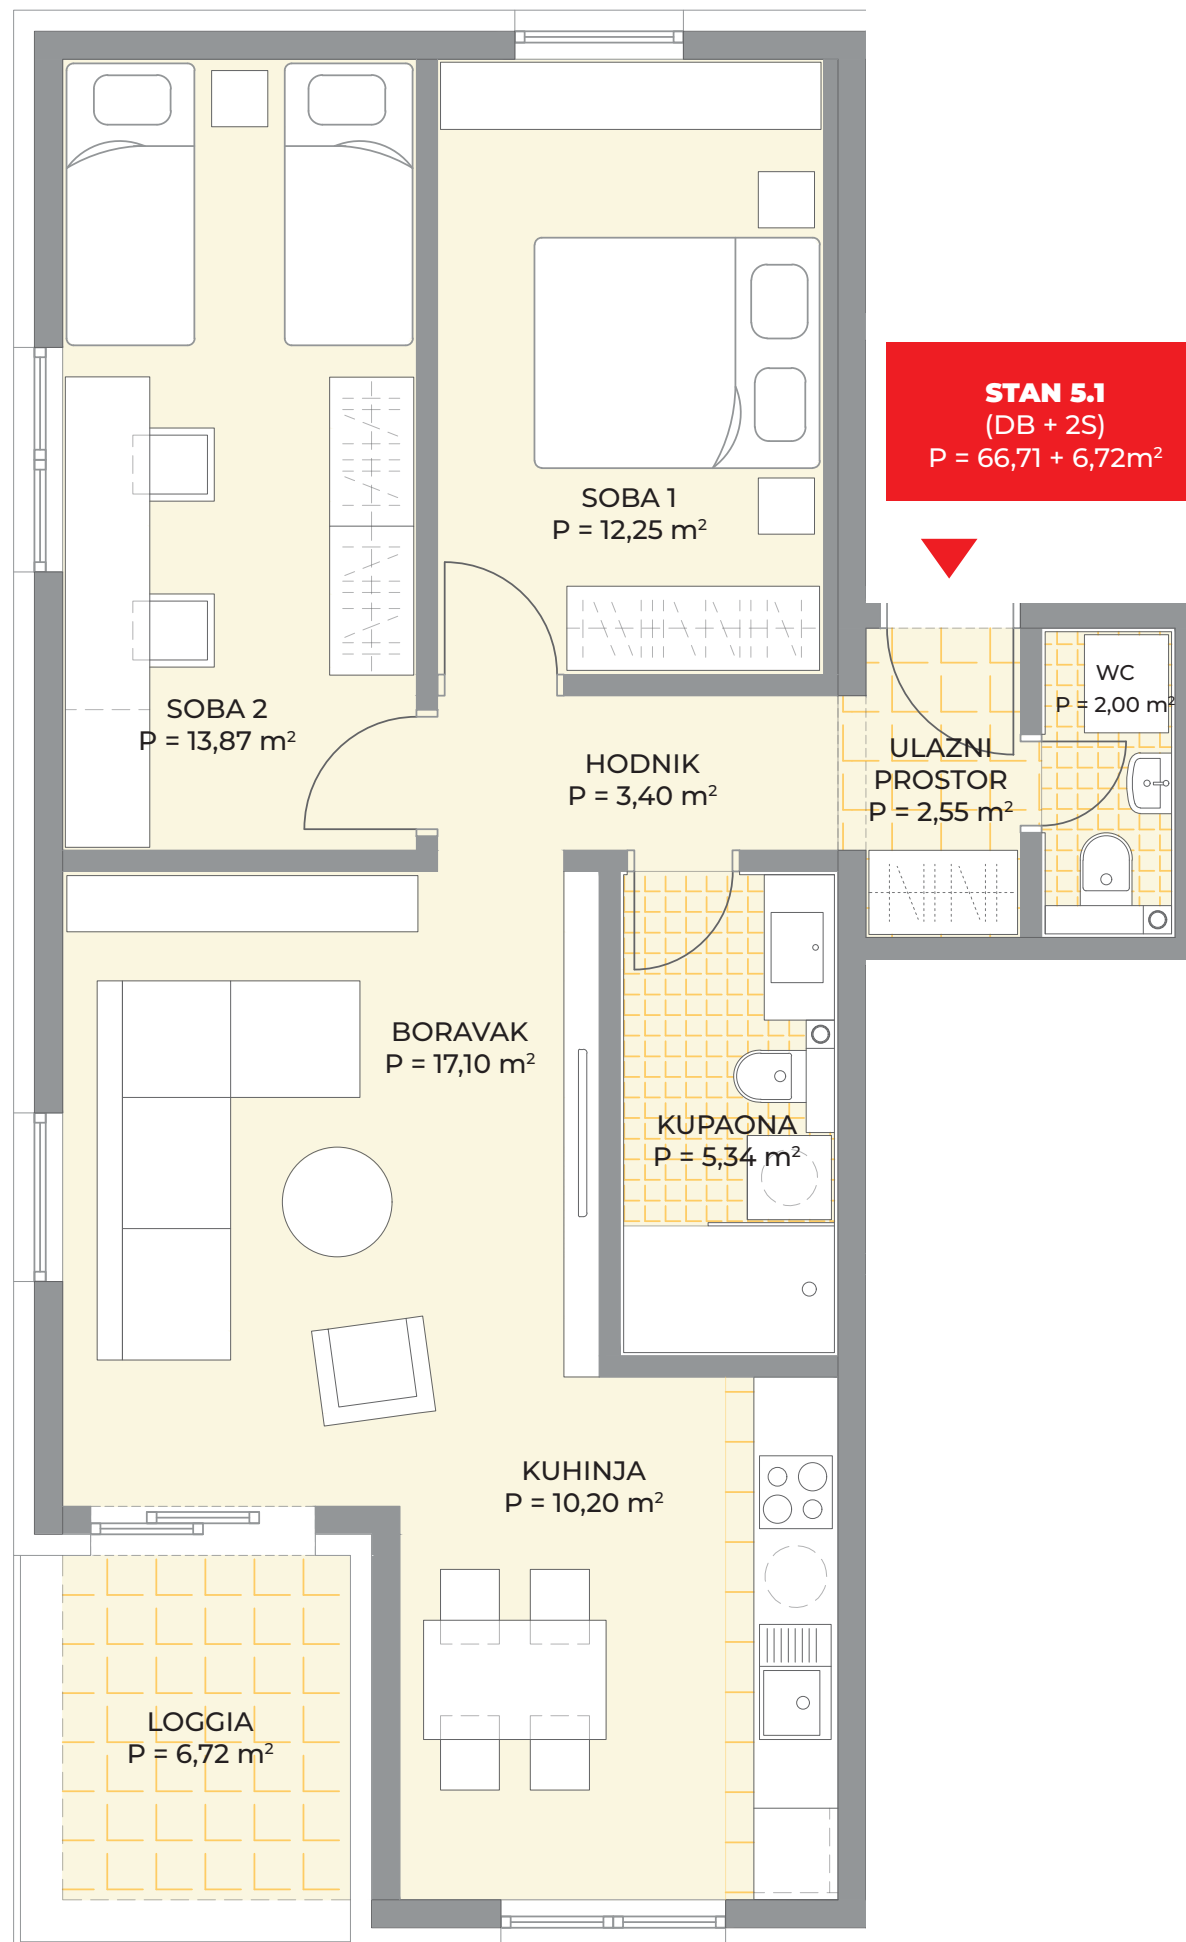 STAN 5.1
(DB + 2S)
P = 66,71 + 6,72m²
SOBA 1
P = 12,25 m²
SOBA 2
P = 13,87 m²
WC
P = 2,00 m²
HODNIK
P = 3,40 m²
ULAZNI
PROSTOR
P = 2,55 m²
BORAVAK
P = 17,10 m²
KUPAONA
P = 5,34 m²
KUHINJA
P = 10,20 m²
LOGGIA
P = 6,72 m²